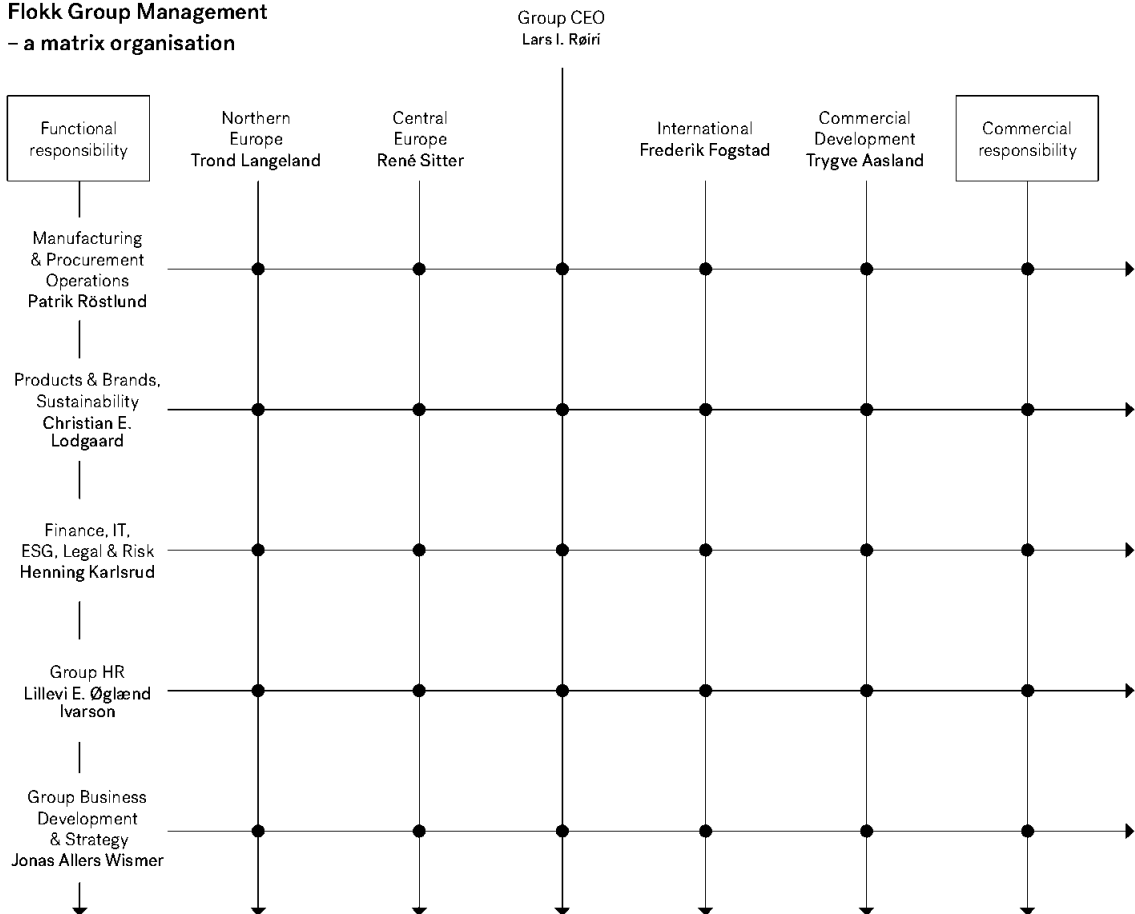 Flokk Group Management
– a matrix organisation
Group CEO
Lars I. Røiri
Functional
responsibility
Northern
Europe
Trond Langeland
Central
Europe
René Sitter
International
Frederik Fogstad
Commercial
Development
Trygve Aasland
Commercial
responsibility
Manufacturing
& Procurement
Operations
Patrik Röstlund
Products & Brands,
Sustainability
Christian E.
Lodgaard
Finance, IT,
ESG, Legal & Risk
Henning Karlsrud
Group HR
Lillevi E. Øglænd
Ivarson
Group Business
Development
& Strategy
Jonas Allers Wismer